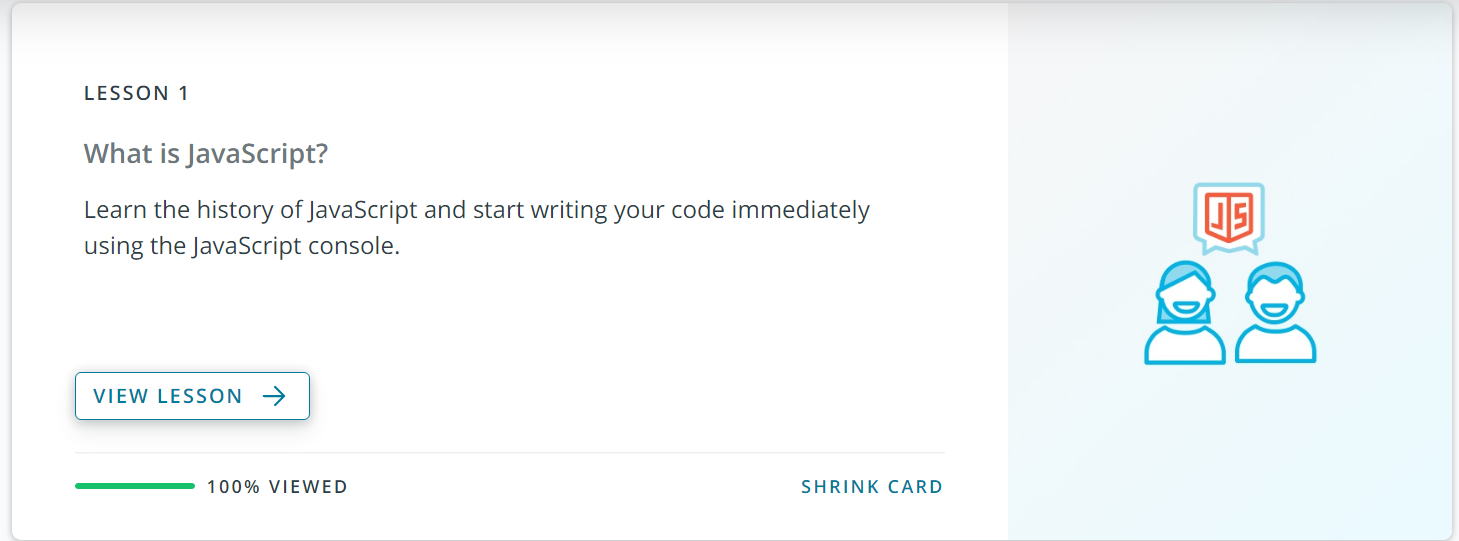 LESSON 1
What is JavaScript?
Learn the history of JavaScript and start writing your code immediately
using the JavaScript console.
JS
VIEW LESSON
100% VIEWED
SHRINK CARD